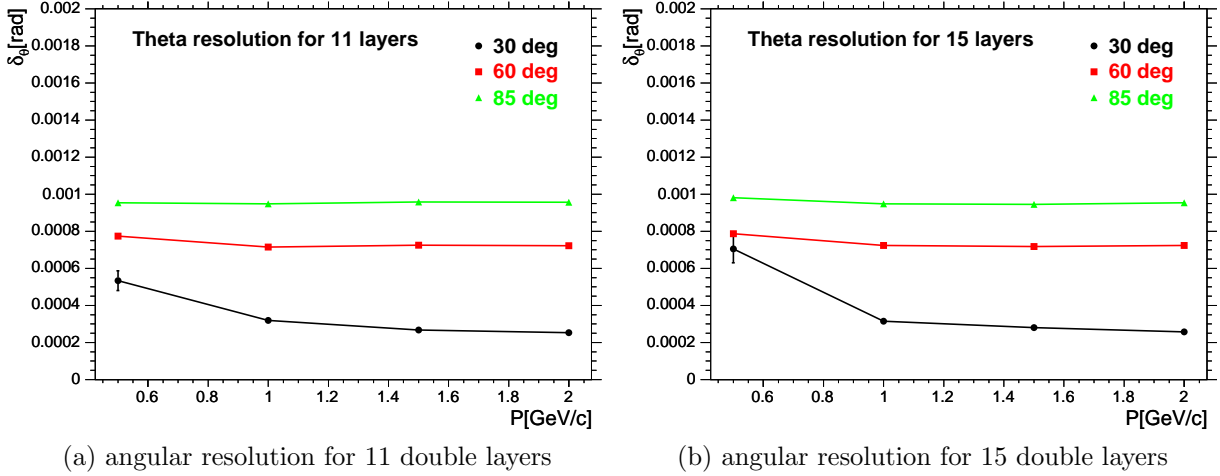 δθ[rad]
0.002
0.0018
0.0016
0.0014
0.0012
0.001
0.0008
0.0006
0.0004
0.0002
0
Theta resolution for 11 layers
30 deg
60 deg
85 deg
0.6 0.8 1 1.2 1.4 1.6 1.8 2
P[GeV/c]
(a) angular resolution for 11 double layers
δθ[rad]
0.002
0.0018
0.0016
0.0014
0.0012
0.001
0.0008
0.0006
0.0004
0.0002
0
Theta resolution for 15 layers
30 deg
60 deg
85 deg
0.6 0.8 1 1.2 1.4 1.6 1.8 2
P[GeV/c]
(b) angular resolution for 15 double layers